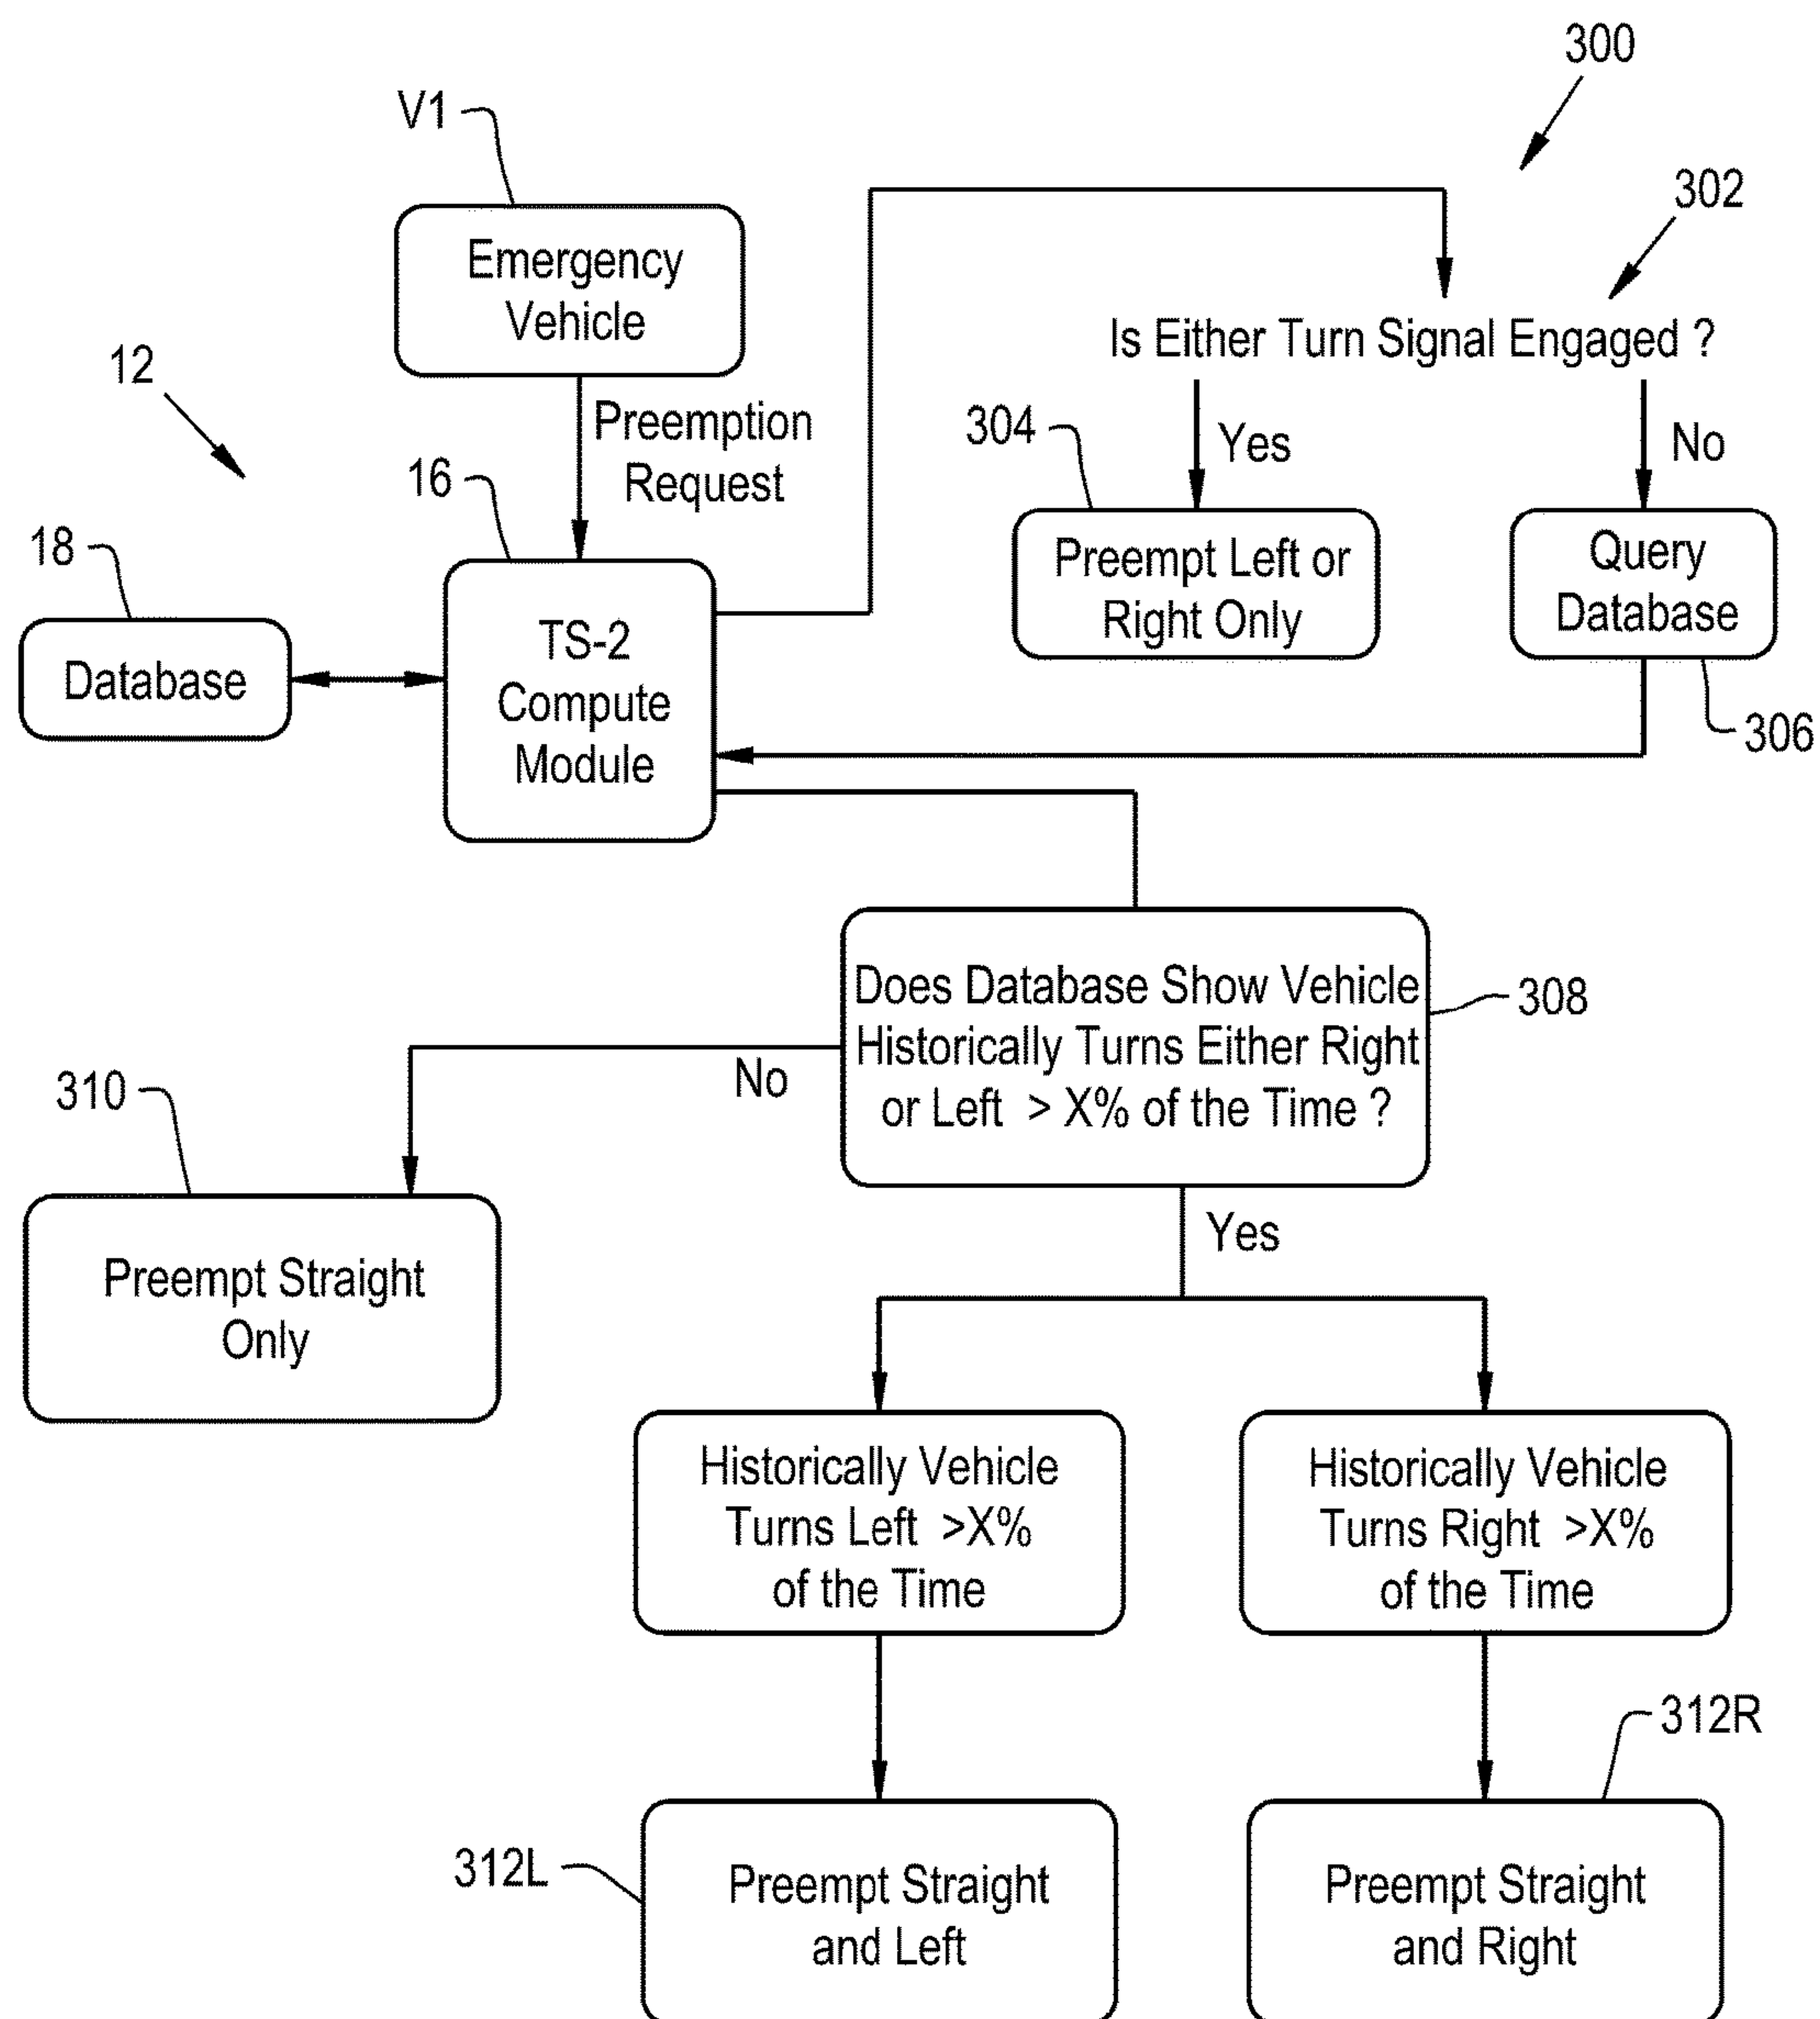 300
V1
302
Emergency
Vehicle
Is Either Turn Signal Engaged ?
12
Preemption
Request
304
Yes
No
16
18
Preempt Left or
Right Only
Query
Database
TS-2
Compute
Module
Database
306
Does Database Show Vehicle
Historically Turns Either Right
or Left > X% of the Time ?
308
No
310
Yes
Preempt Straight
Only
Historically Vehicle
Turns Left >X%
of the Time
Historically Vehicle
Turns Right >X%
of the Time
312R
312L
Preempt Straight
and Left
Preempt Straight
and Right